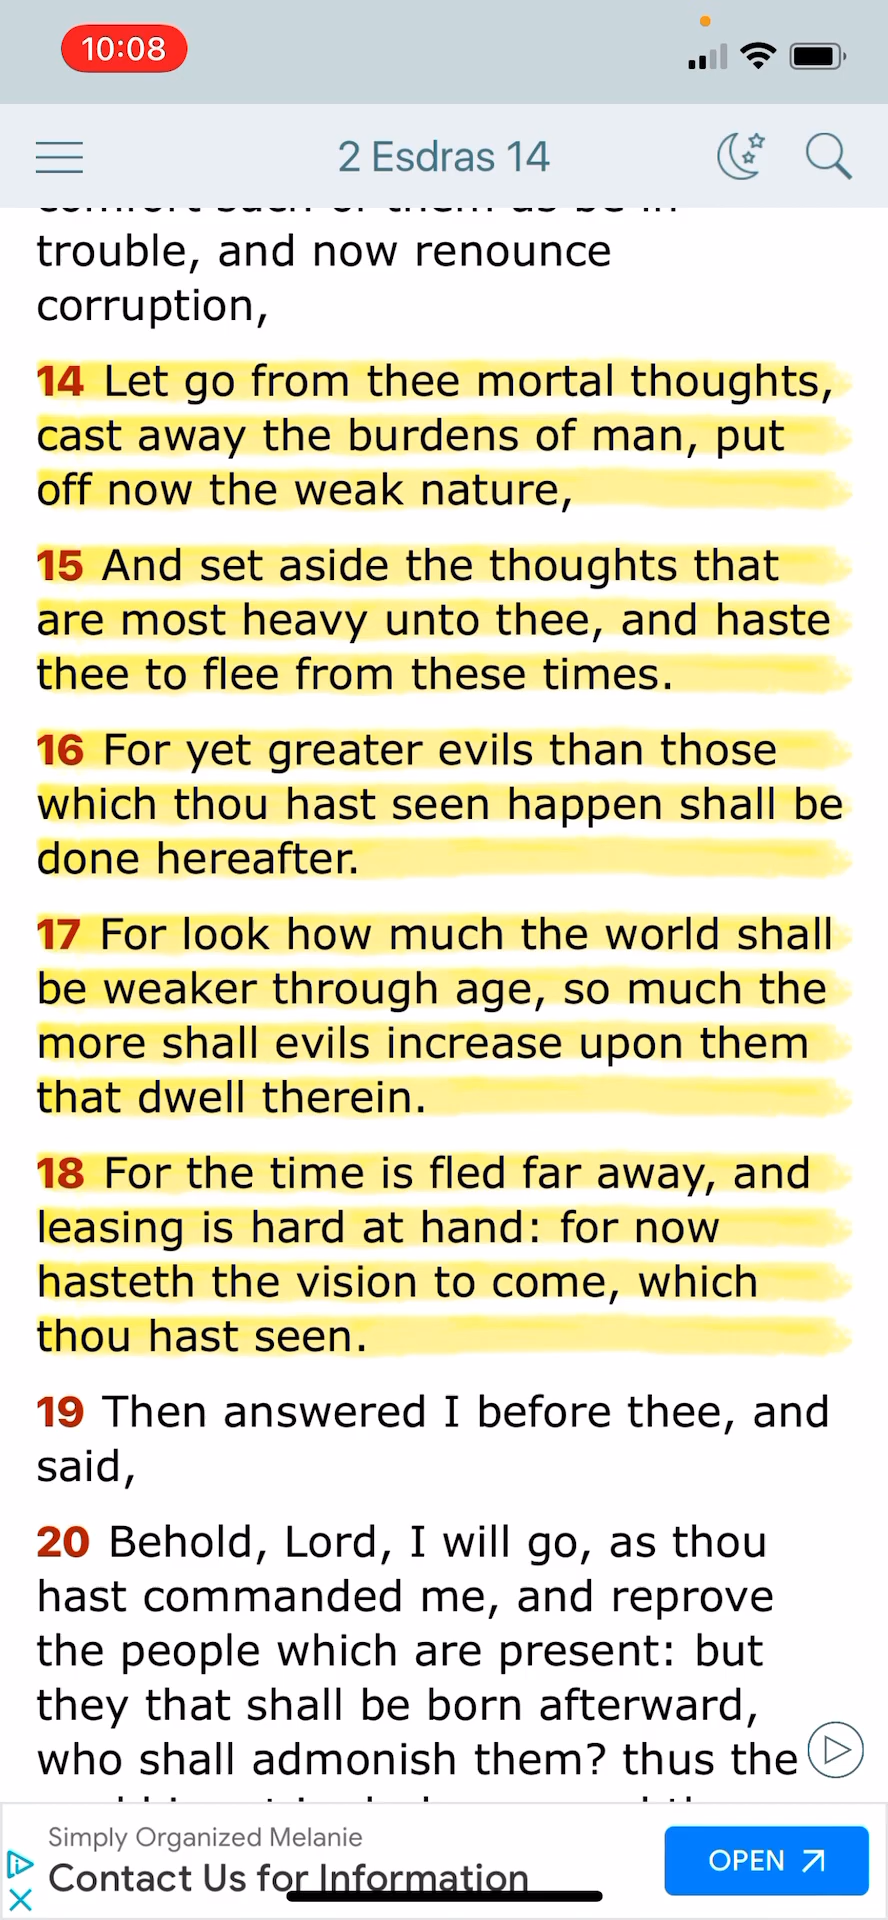 10:08
2 Esdras 14
comfort such of them as be in
trouble, and now renounce
corruption,
14 Let go from thee mortal thoughts,
cast away the burdens of man, put
off now the weak nature,
15 And set aside the thoughts that
are most heavy unto thee, and haste
thee to flee from these times.
16 For yet greater evils than those
which thou hast seen happen shall be
done hereafter.
17 For look how much the world shall
be weaker through age, so much the
more shall evils increase upon them
that dwell therein.
18 For the time is fled far away, and
leasing is hard at hand: for now
hasteth the vision to come, which
thou hast seen.
19 Then answered I before thee, and
said,
20 Behold, Lord, I will go, as thou
hast commanded me, and reprove
the people which are present: but
they that shall be born afterward,
who shall admonish them? thus the
Simply Organized Melanie
Contact Us for Information
OPEN